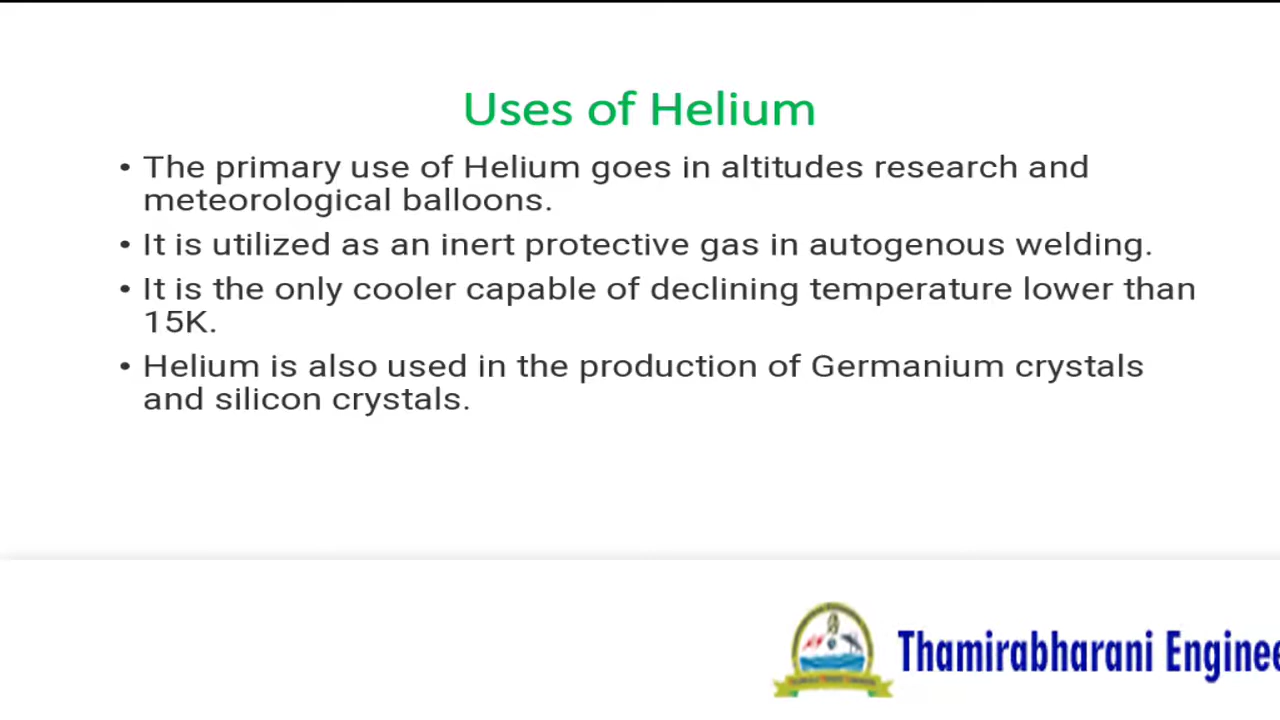 Uses of Helium
• The primary use of Helium goes in altitudes research and
meteorological balloons.
• It is utilized as an inert protective gas in autogenous welding.
• It is the only cooler capable of declining temperature lower than
15K.
• Helium is also used in the production of Germanium crystals
and silicon crystals.
Thamirabharani Enginee